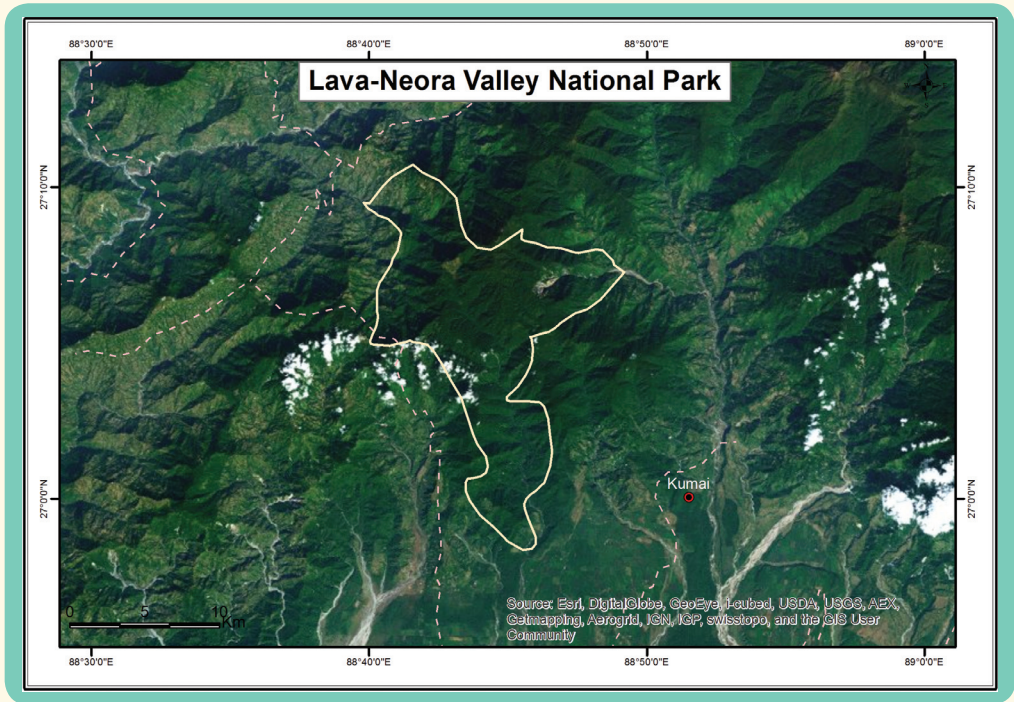 88°30'0"E 88°40'0"E 88°50'0"E 89°0'0"E
Lava-Neora Valley National Park
27°10'0"N 27°10'0"N
27°0'0"N 27°0'0"N
Kumai
0 5 10
Km
Source: Esri, DigitalGlobe, GeoEye, i-cubed, USDA, USGS, AEX,
Getmapping, Aerogrid, IGN, IGP, swisstopo, and the GIS User
Community
88°30'0"E 88°40'0"E 88°50'0"E 89°0'0"E